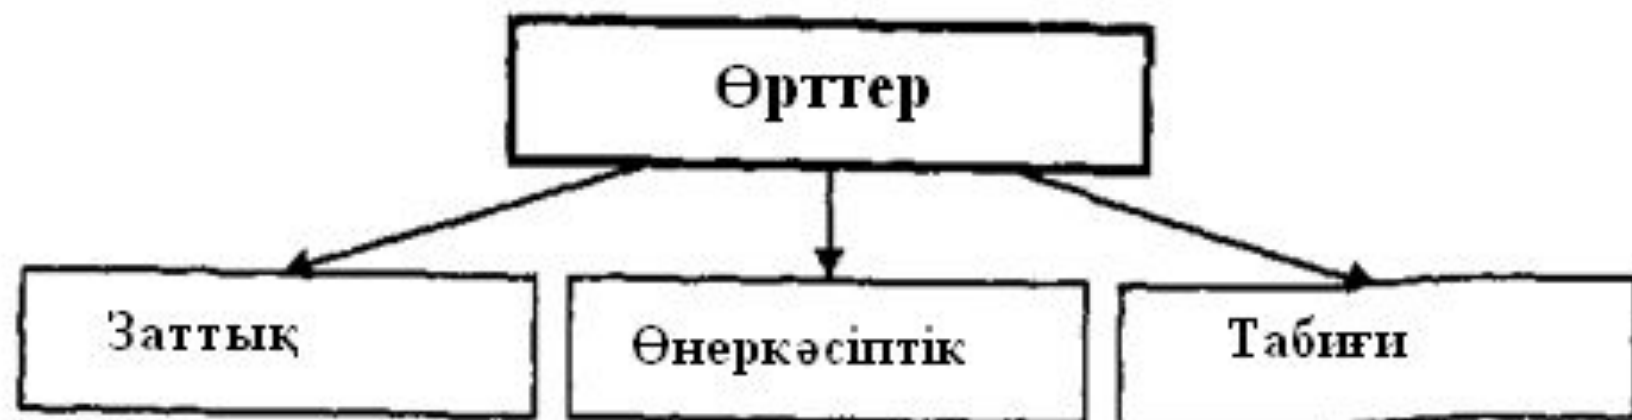 Өрттер
Заттық
Өнеркәсіптік
Табиғи